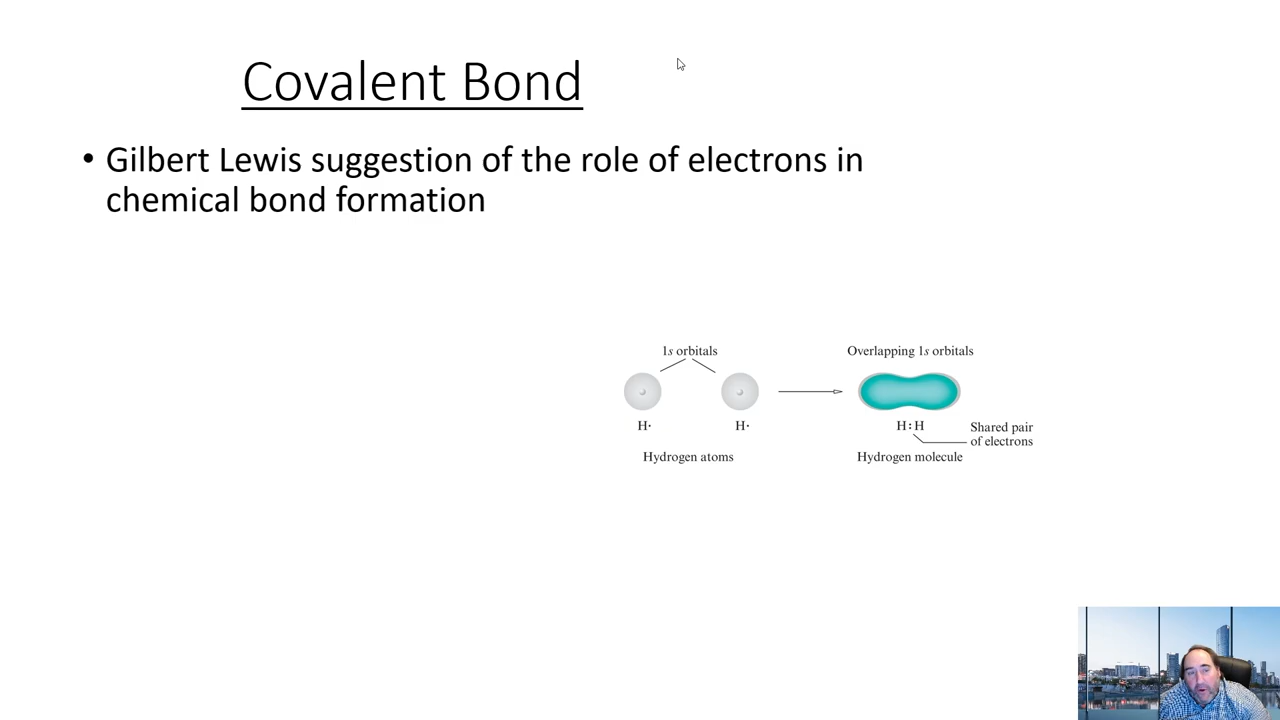 Covalent Bond
• Gilbert Lewis suggestion of the role of electrons in
chemical bond formation
1s orbitals
Overlapping 1s orbitals
H·
H·
H:H
Shared pair
of electrons
Hydrogen atoms
Hydrogen molecule